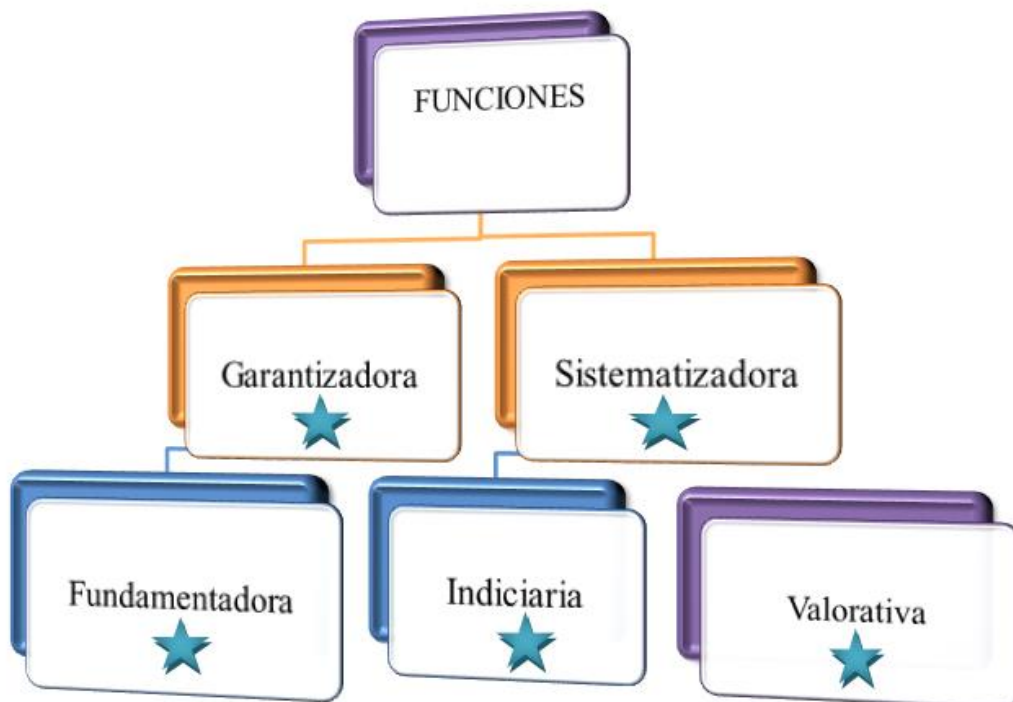 FUNCIONES
Garantizadora
Sistematizadora
Fundamentadora
Indiciaria
Valorativa